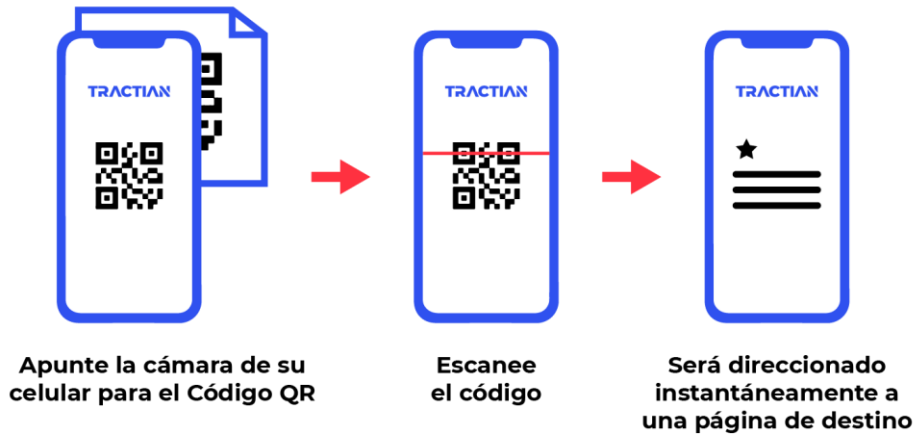 TRACTIAN
TRACTIAN
TRACTIAN
Apunte la cámara de su
celular para el Código QR
Escanee
el código
Será direccionado
instantáneamente a
una página de destino